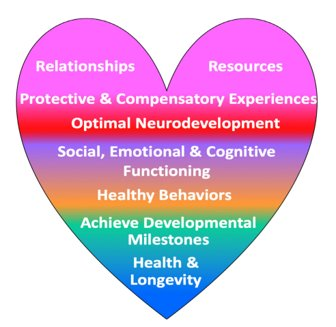 Relationships
Resources
Protective & Compensatory Experiences
Optimal Neurodevelopment
Social, Emotional & Cognitive
Functioning
Healthy Behaviors
Achieve Developmental
Milestones
Health &
Longevity